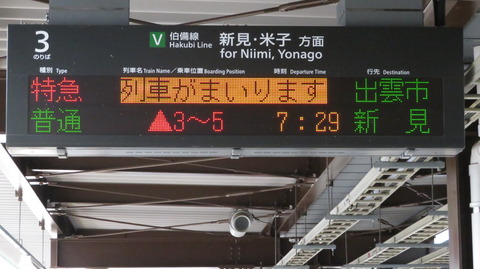 3
のりば
V 伯備線 新見・米子 方面
Hakubi Line for Niimi, Yonago
種別 Type 列車名 Train Name / 乗車位置 Boarding Position 時刻 Departure Time 行先 Destination
特急 列車がまいります 出雲市
普通 ▲3～5 7:29 新見